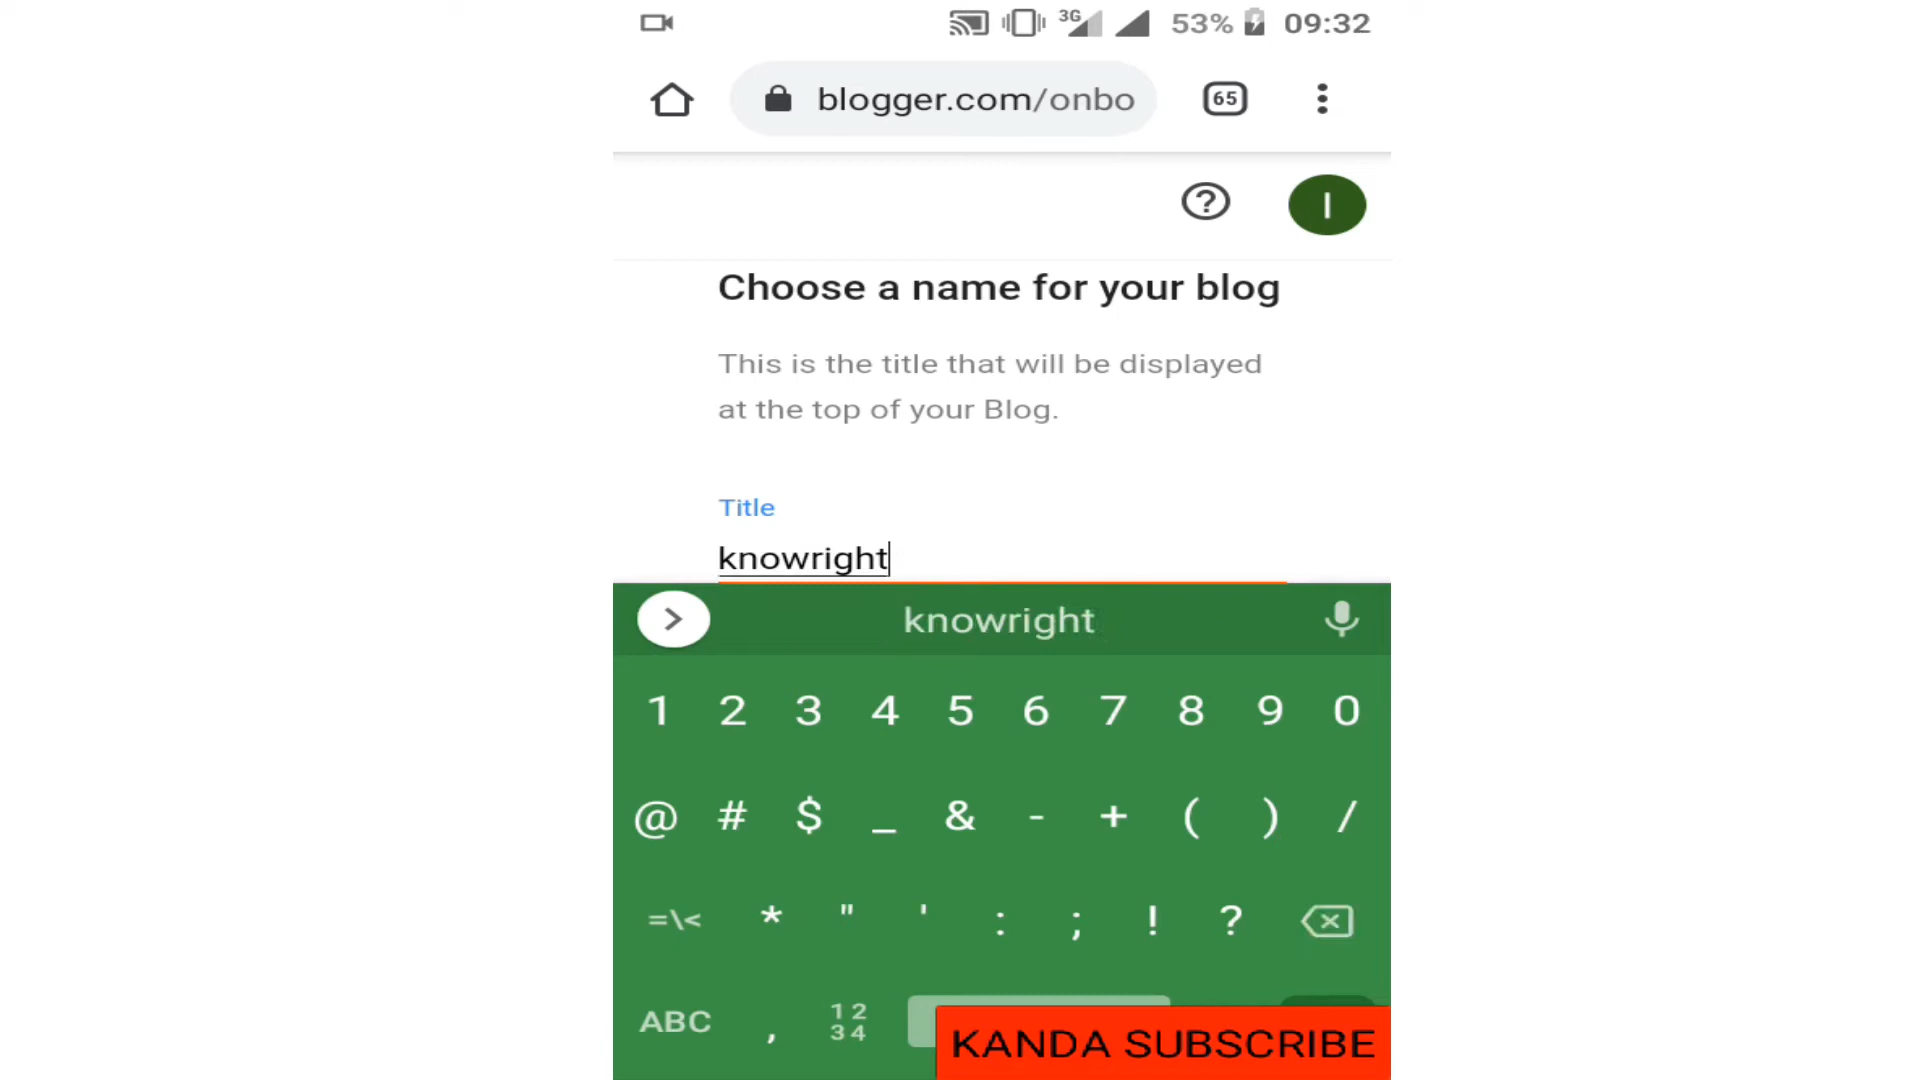 3G 53% 09:32
blogger.com/onbo 65
I
Choose a name for your blog
This is the title that will be displayed
at the top of your Blog.
Title
knowright
knowright
1 2 3 4 5 6 7 8 9 0
@ # $ _ & - + ( ) /
=\< * " ' : ; ! ?
ABC , 12 34
KANDA SUBSCRIBE